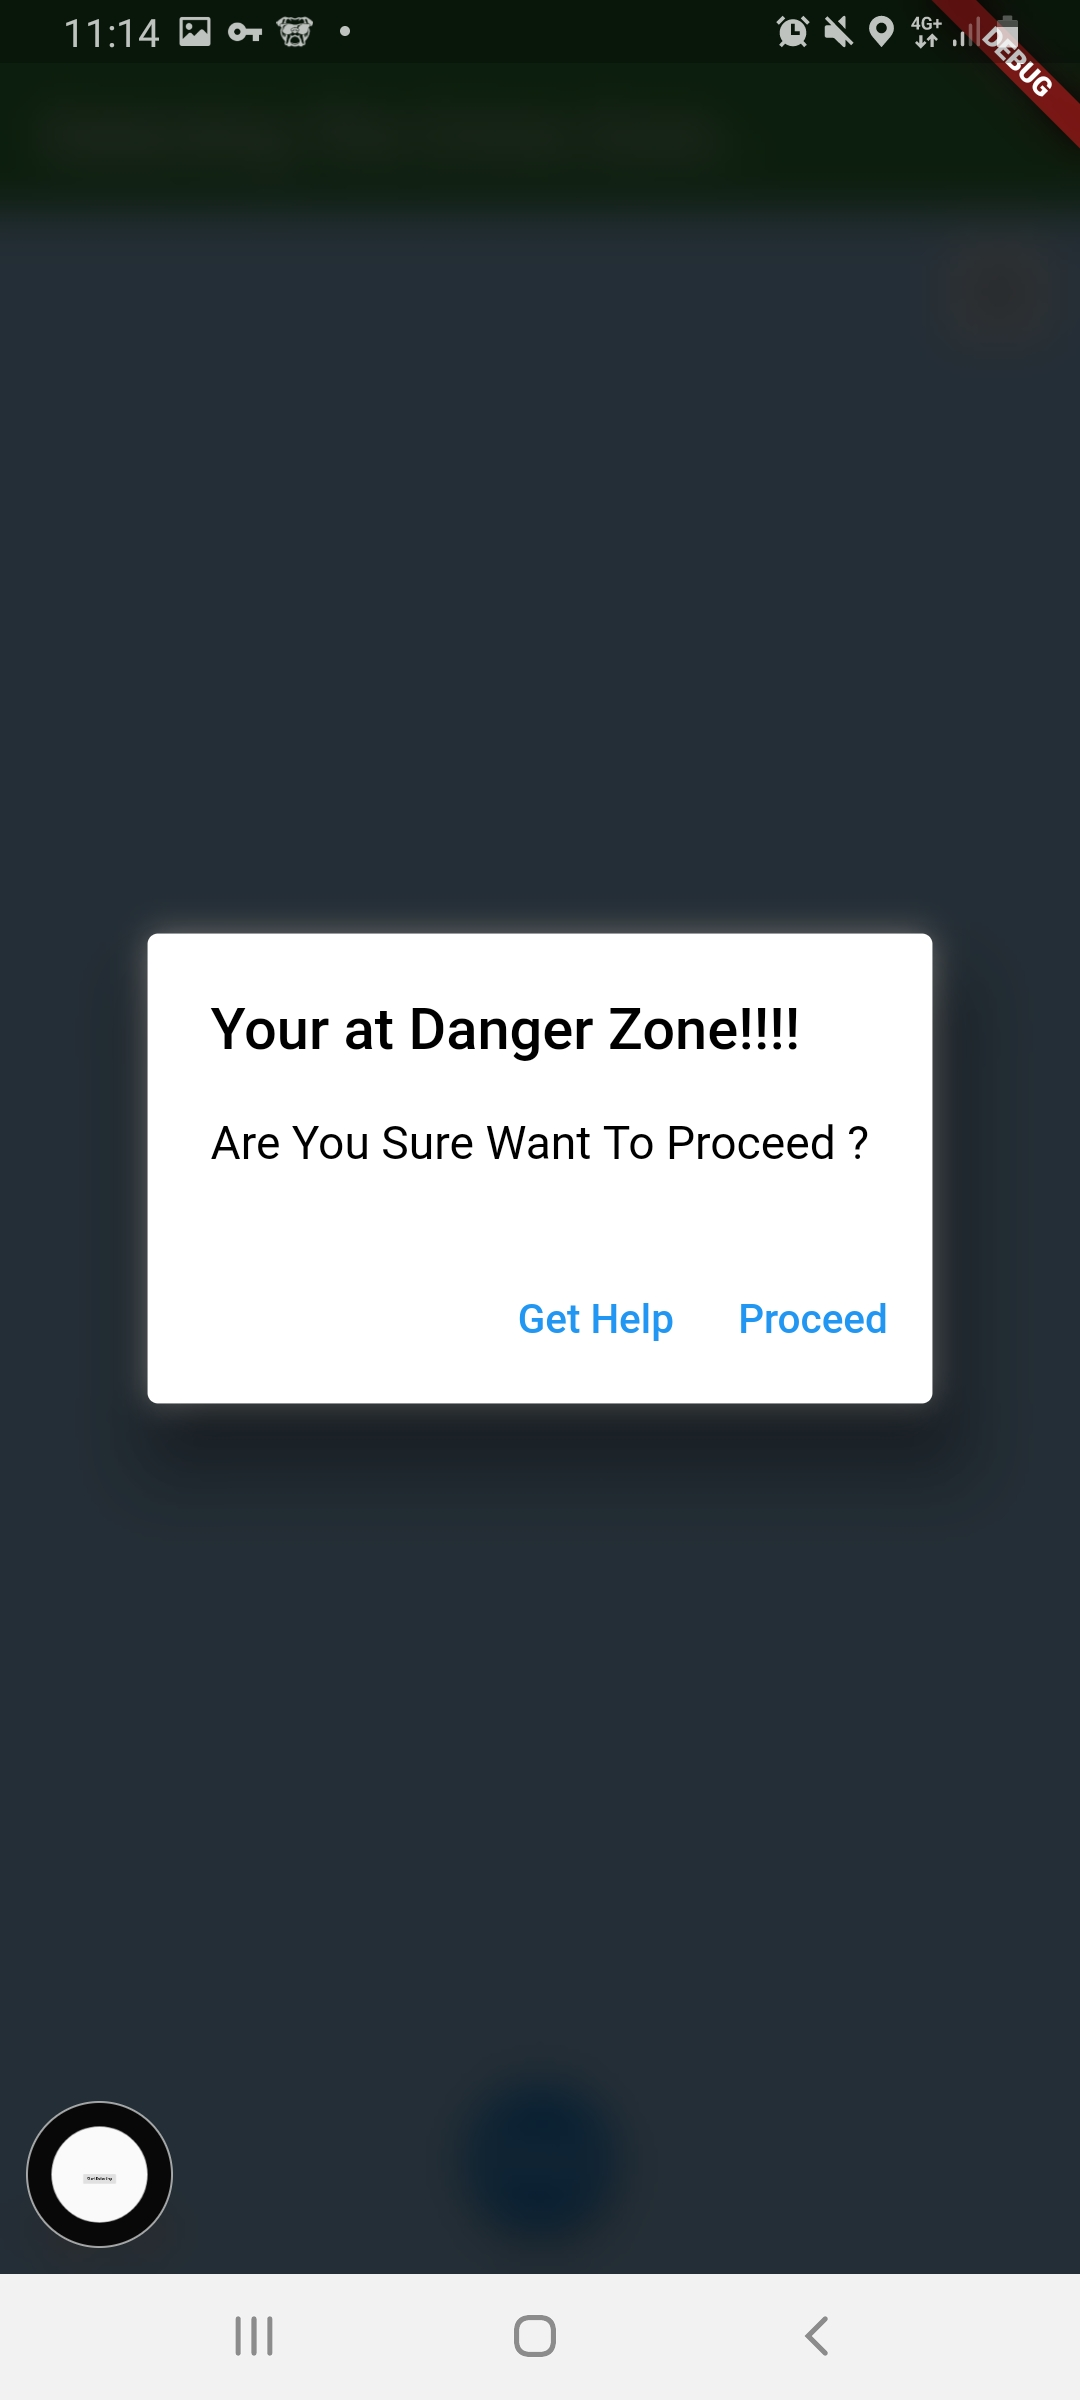 11:14
4G+
DEBUG
Your at Danger Zone!!!!
Are You Sure Want To Proceed ?
Get Help Proceed